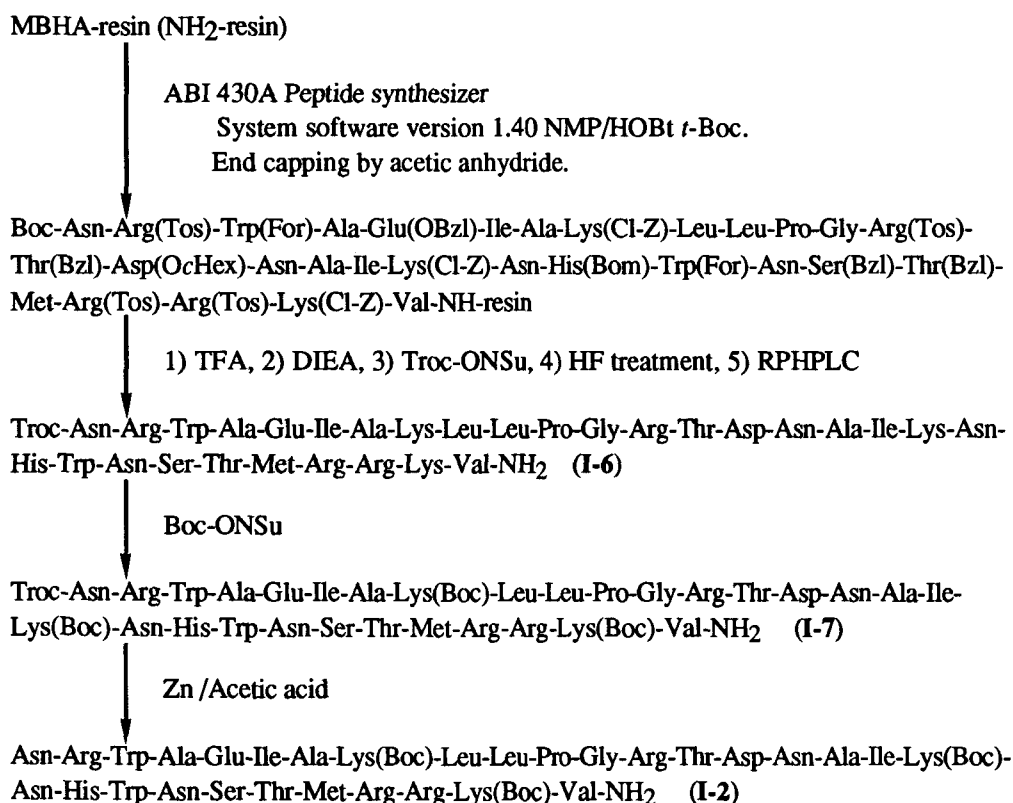 MBHA-resin (NH2-resin)
ABI 430A Peptide synthesizer
System software version 1.40 NMP/HOBt t-Boc.
End capping by acetic anhydride.
Boc-Asn-Arg(Tos)-Trp(For)-Ala-Glu(OBzl)-Ile-Ala-Lys(Cl-Z)-Leu-Leu-Pro-Gly-Arg(Tos)-
Thr(Bzl)-Asp(OcHex)-Asn-Ala-Ile-Lys(Cl-Z)-Asn-His(Bom)-Trp(For)-Asn-Ser(Bzl)-Thr(Bzl)-
Met-Arg(Tos)-Arg(Tos)-Lys(Cl-Z)-Val-NH-resin
1) TFA, 2) DIEA, 3) Troc-ONSu, 4) HF treatment, 5) RPHPLC
Troc-Asn-Arg-Trp-Ala-Glu-Ile-Ala-Lys-Leu-Leu-Pro-Gly-Arg-Thr-Asp-Asn-Ala-Ile-Lys-Asn-
His-Trp-Asn-Ser-Thr-Met-Arg-Arg-Lys-Val-NH2 (I-6)
Boc-ONSu
Troc-Asn-Arg-Trp-Ala-Glu-Ile-Ala-Lys(Boc)-Leu-Leu-Pro-Gly-Arg-Thr-Asp-Asn-Ala-Ile-
Lys(Boc)-Asn-His-Trp-Asn-Ser-Thr-Met-Arg-Arg-Lys(Boc)-Val-NH2 (I-7)
Zn /Acetic acid
Asn-Arg-Trp-Ala-Glu-Ile-Ala-Lys(Boc)-Leu-Leu-Pro-Gly-Arg-Thr-Asp-Asn-Ala-Ile-Lys(Boc)-
Asn-His-Trp-Asn-Ser-Thr-Met-Arg-Arg-Lys(Boc)-Val-NH2 (I-2)